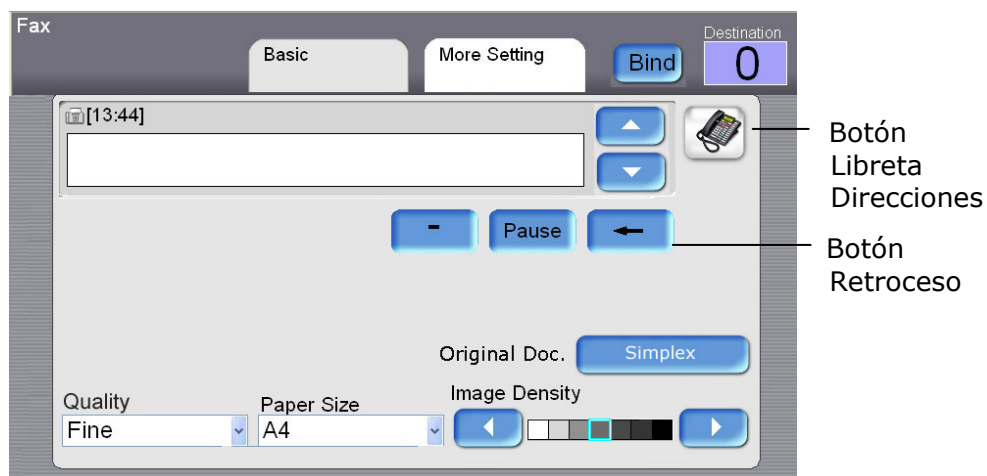 Fax
Basic
More Setting
Bind
Destination
0
[13:44]
Botón
Libreta
Direcciones
-
Pause
Botón
Retroceso
Original Doc.
Simplex
Quality
Paper Size
Image Density
Fine
A4